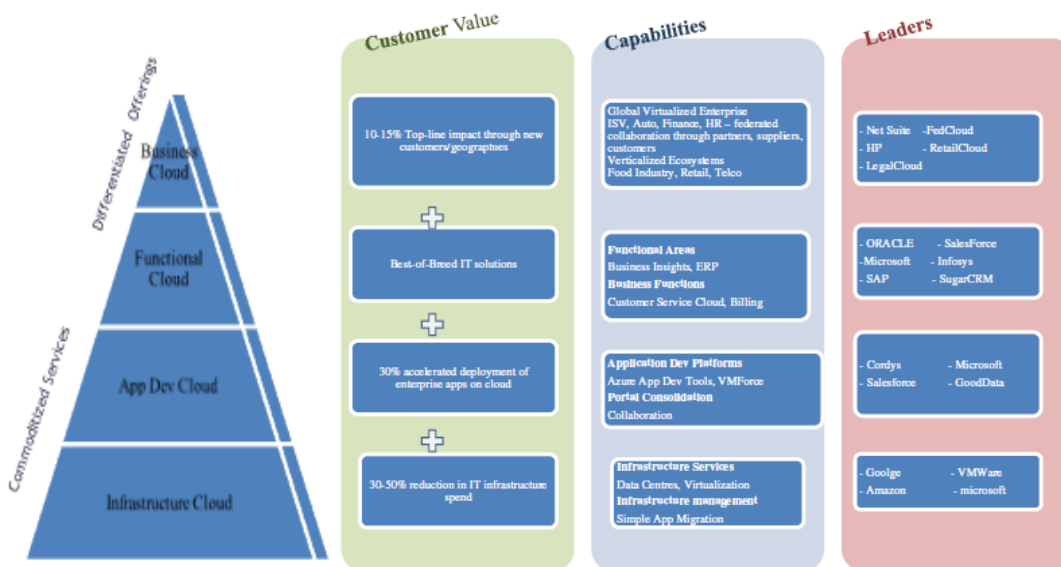 Customer Value
Capabilities
Leaders
Differentiated Offerings
Commoditized Services
Business
Cloud
Functional
Cloud
App Dev Cloud
Infrastructure Cloud
10-15% Top-line impact through new
customers/geographies
Best-of-Breed IT solutions
30% accelerated deployment of
enterprise apps on cloud
30-50% reduction in IT infrastructure
spend
Global Virtualized Enterprise
ISV, Auto, Finance, HR – federated
collaboration through partners, suppliers,
customers
Verticalized Ecosystems
Food Industry, Retail, Telco
Functional Areas
Business Insights, ERP
Business Functions
Customer Service Cloud, Billing
Application Dev Platforms
Azure App Dev Tools, VMForce
Portal Consolidation
Collaboration
Infrastructure Services
Data Centres, Virtualization
Infrastructure management
Simple App Migration
- Net Suite -FedCloud
- HP - RetailCloud
- LegalCloud
- ORACLE - SalesForce
-Microsoft - Infosys
- SAP - SugarCRM
- Cordys - Microsoft
- Salesforce - GoodData
- Goolge - VMWare
- Amazon - microsoft